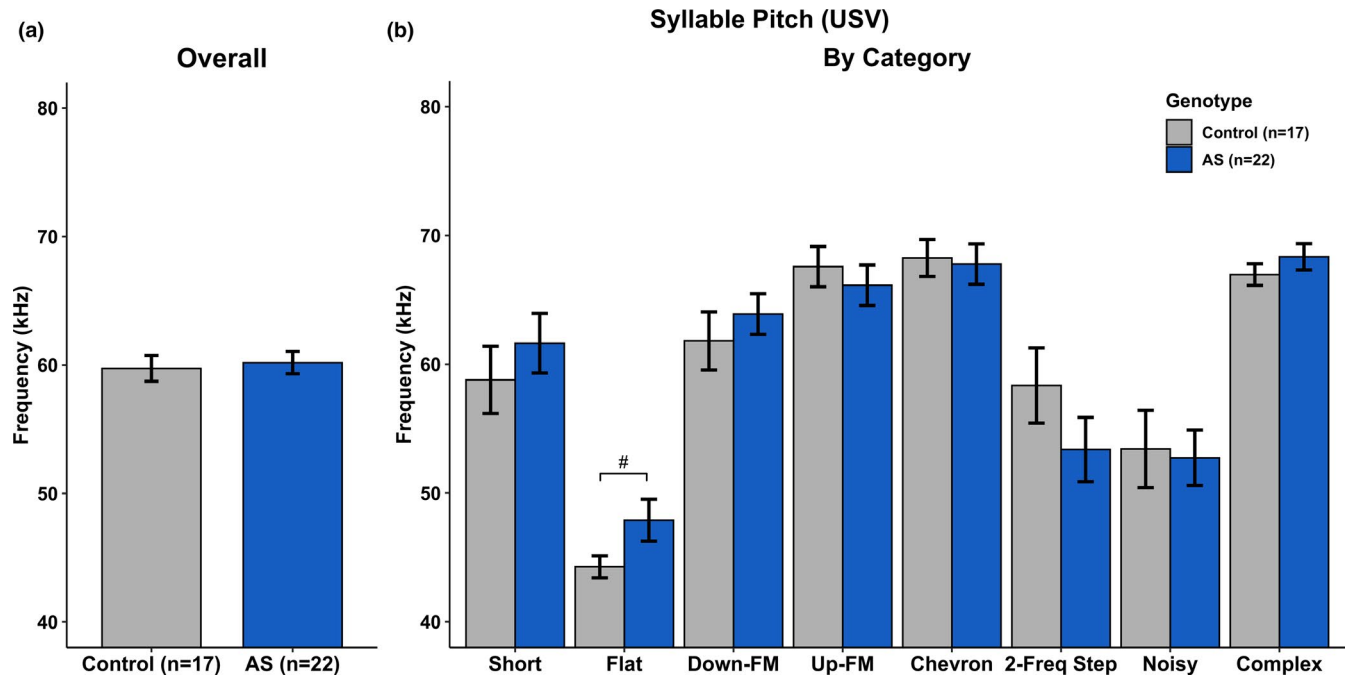 Syllable Pitch (USV)
(a)
Overall
Frequency (kHz)
80
70
60
50
40
Control (n=17) AS (n=22)
(b)
By Category
Frequency (kHz)
80
70
60
50
40
#
Genotype
Control (n=17)
AS (n=22)
Short Flat Down-FM Up-FM Chevron 2-Freq Step Noisy Complex